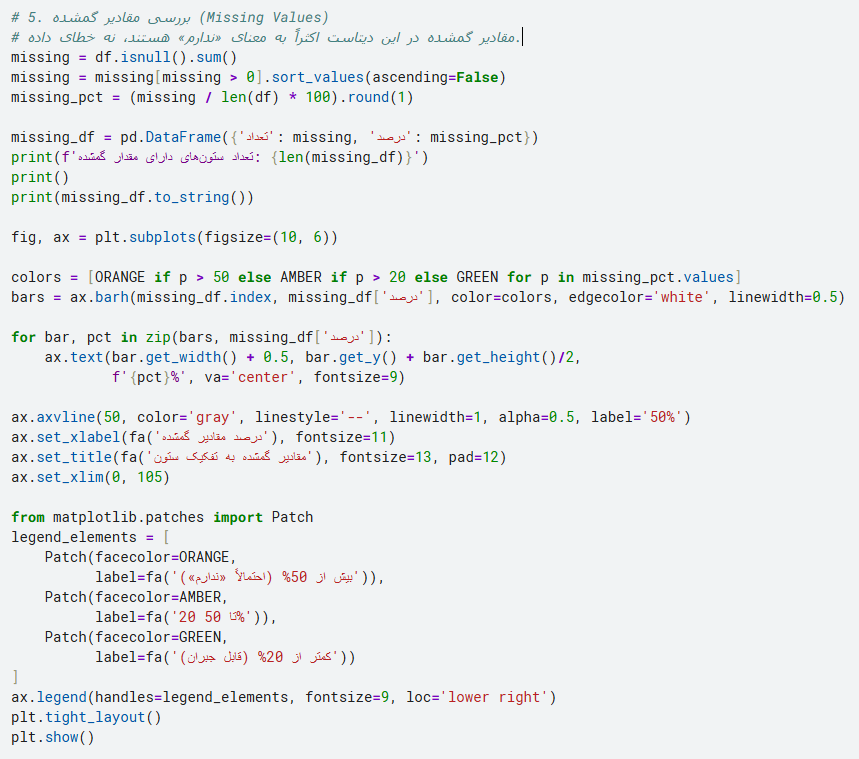 # 5. بررسی مقادیر گمشده (Missing Values)
# مقادیر گمشده در این دیتاست اکثراً به معنای «ندارم» هستند، نه خطای داده.
missing = df.isnull().sum()
missing = missing[missing > 0].sort_values(ascending=False)
missing_pct = (missing / len(df) * 100).round(1)
missing_df = pd.DataFrame({'تعداد': missing, 'درصد': missing_pct})
print(f'تعداد ستون‌های دارای مقدار گمشده: {len(missing_df)}')
print()
print(missing_df.to_string())
fig, ax = plt.subplots(figsize=(10, 6))
colors = [ORANGE if p > 50 else AMBER if p > 20 else GREEN for p in missing_pct.values]
bars = ax.barh(missing_df.index, missing_df['درصد'], color=colors, edgecolor='white', linewidth=0.5)
for bar, pct in zip(bars, missing_df['درصد']):
    ax.text(bar.get_width() + 0.5, bar.get_y() + bar.get_height()/2,
            f'{pct}%', va='center', fontsize=9)
ax.axvline(50, color='gray', linestyle='--', linewidth=1, alpha=0.5, label='50%')
ax.set_xlabel(fa('درصد مقادیر گمشده'), fontsize=11)
ax.set_title(fa('مقادیر گمشده به تفکیک ستون'), fontsize=13, pad=12)
ax.set_xlim(0, 105)
from matplotlib.patches import Patch
legend_elements = [
    Patch(facecolor=ORANGE,
          label=fa('بیش از 50% (احتمالاً «ندارم»)')),
    Patch(facecolor=AMBER,
          label=fa('20 تا 50%')),
    Patch(facecolor=GREEN,
          label=fa('کمتر از 20% (قابل جبران)'))
]
ax.legend(handles=legend_elements, fontsize=9, loc='lower right')
plt.tight_layout()
plt.show()